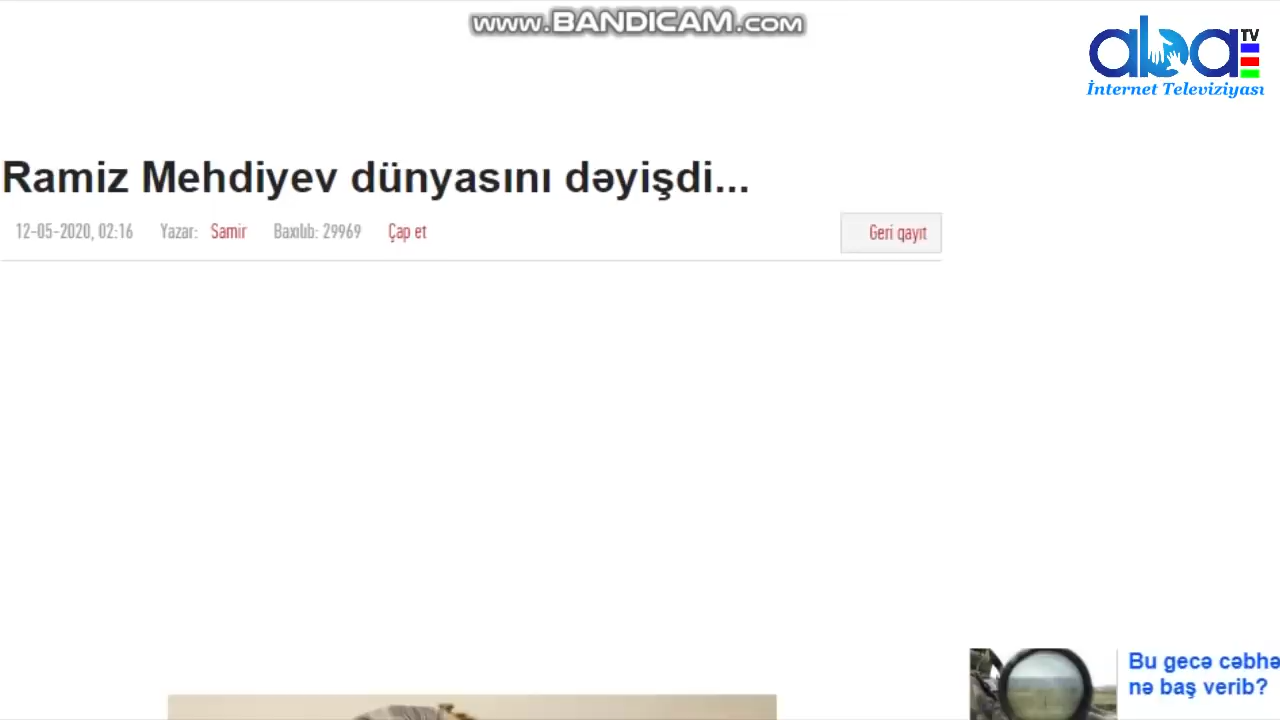 www.BANDICAM.com
aba TV
İnternet Televiziyası
Ramiz Mehdiyev dünyasını dəyişdi...
12-05-2020, 02:16 Yazar: Samir Baxılıb: 29969 Çap et Geri qayıt
Bu gecə cəbhə
nə baş verib?